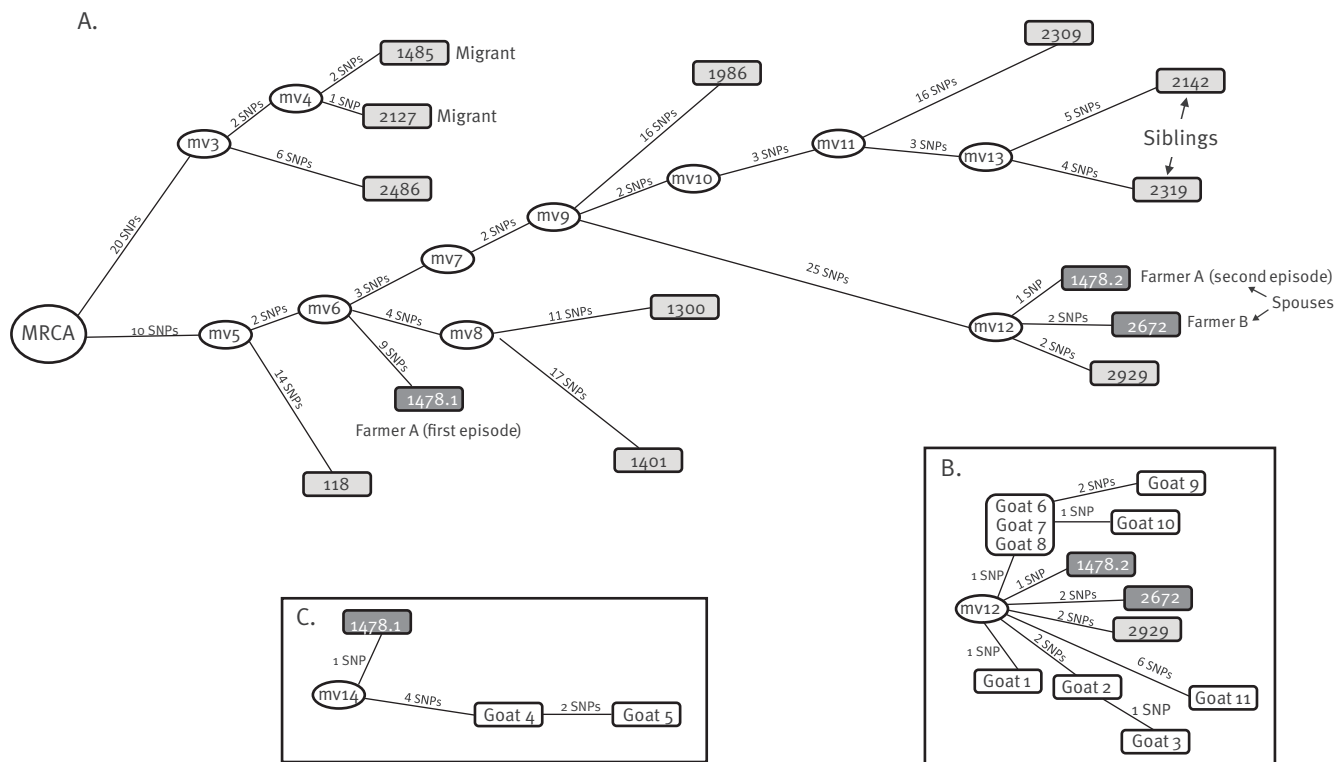 A.
1485 Migrant
2 SNPs
mv4
1 SNP
2127 Migrant
2 SNPs
mv3
6 SNPs
2486
20 SNPs
MRCA
10 SNPs
mv5
2 SNPs
mv6
3 SNPs
mv7
2 SNPs
mv9
16 SNPs
1986
2 SNPs
mv10
3 SNPs
mv11
16 SNPs
2309
3 SNPs
mv13
5 SNPs
2142
Siblings
4 SNPs
2319
25 SNPs
mv12
1 SNP
1478.2 Farmer A (second episode)
Spouses
2 SNPs
2672 Farmer B
2 SNPs
2929
4 SNPs
mv8
11 SNPs
1300
17 SNPs
1401
9 SNPs
1478.1
Farmer A (first episode)
14 SNPs
118
B.
Goat 6
Goat 7
Goat 8
2 SNPs
Goat 9
1 SNP
Goat 10
1 SNP
mv12
1 SNP
1478.2
2 SNPs
2672
2 SNPs
2929
1 SNP
Goat 1
2 SNPs
Goat 2
6 SNPs
Goat 11
1 SNP
Goat 3
C.
1478.1
1 SNP
mv14
4 SNPs
Goat 4
2 SNPs
Goat 5